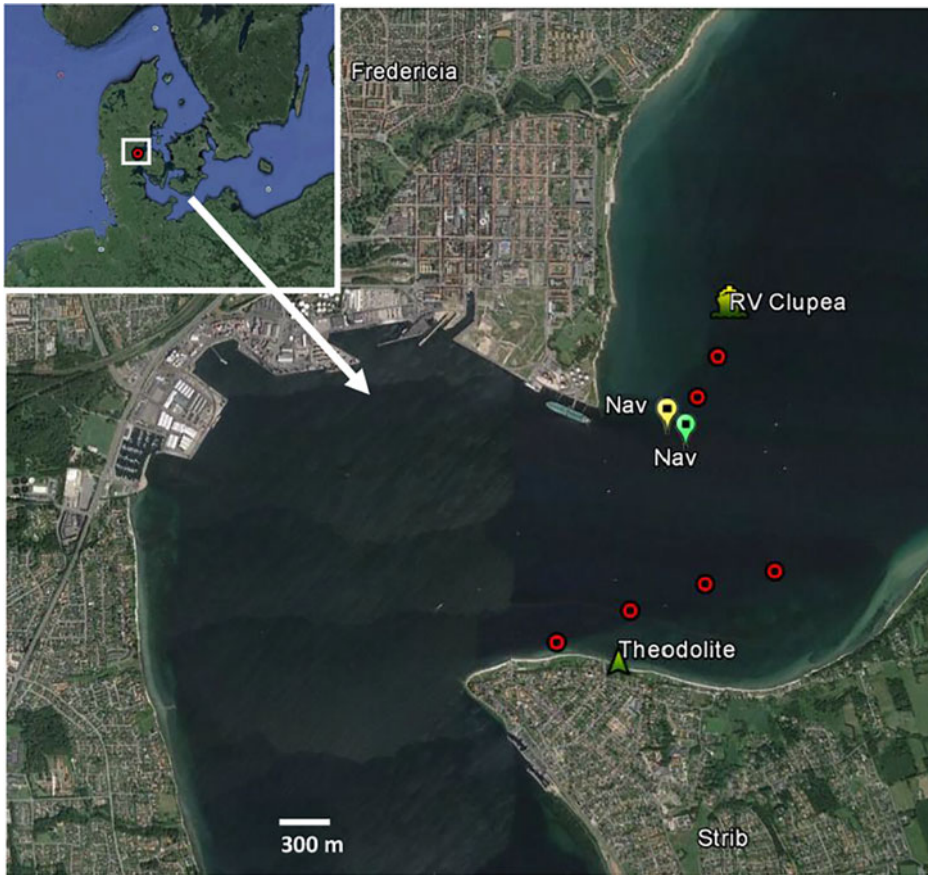 Fredericia
RV Clupea
Nav
Nav
Theodolite
300 m
Strib